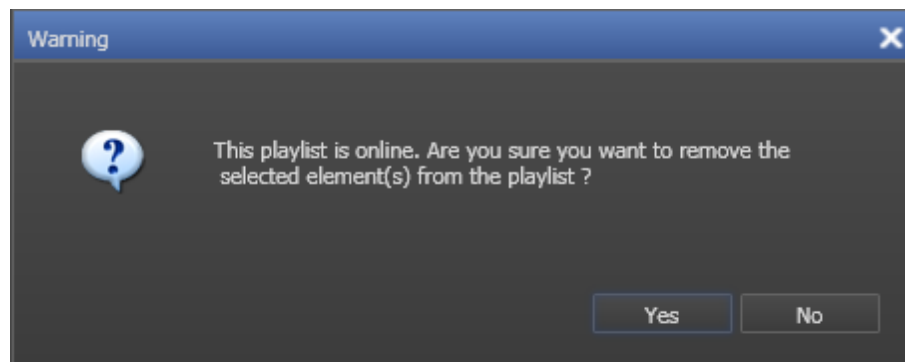 Warning
This playlist is online. Are you sure you want to remove the
selected element(s) from the playlist ?
Yes
No